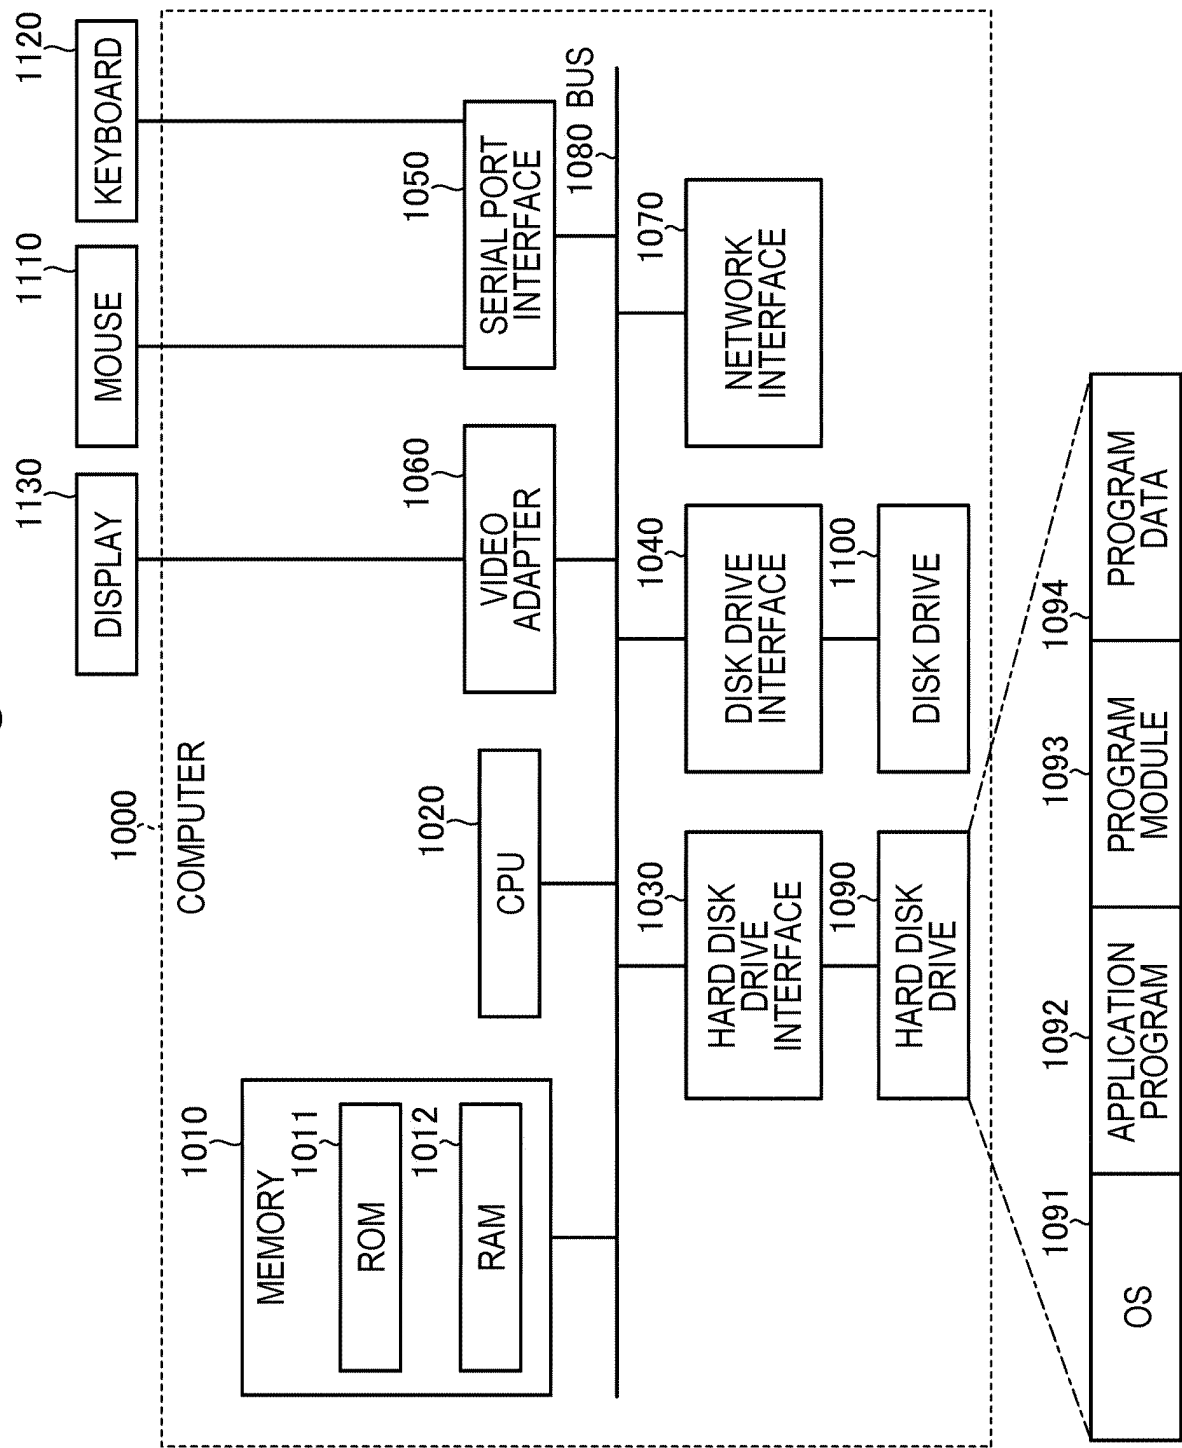 1000
COMPUTER
1010
MEMORY
1011
ROM
1012
RAM
1020
CPU
1130
DISPLAY
1110
MOUSE
1120
KEYBOARD
1060
VIDEO
ADAPTER
1050
SERIAL PORT
INTERFACE
1080 BUS
1030
HARD DISK
DRIVE
INTERFACE
1040
DISK DRIVE
INTERFACE
1070
NETWORK
INTERFACE
1090
HARD DISK
DRIVE
1100
DISK DRIVE
1091
OS
1092
APPLICATION
PROGRAM
1093
PROGRAM
MODULE
1094
PROGRAM
DATA